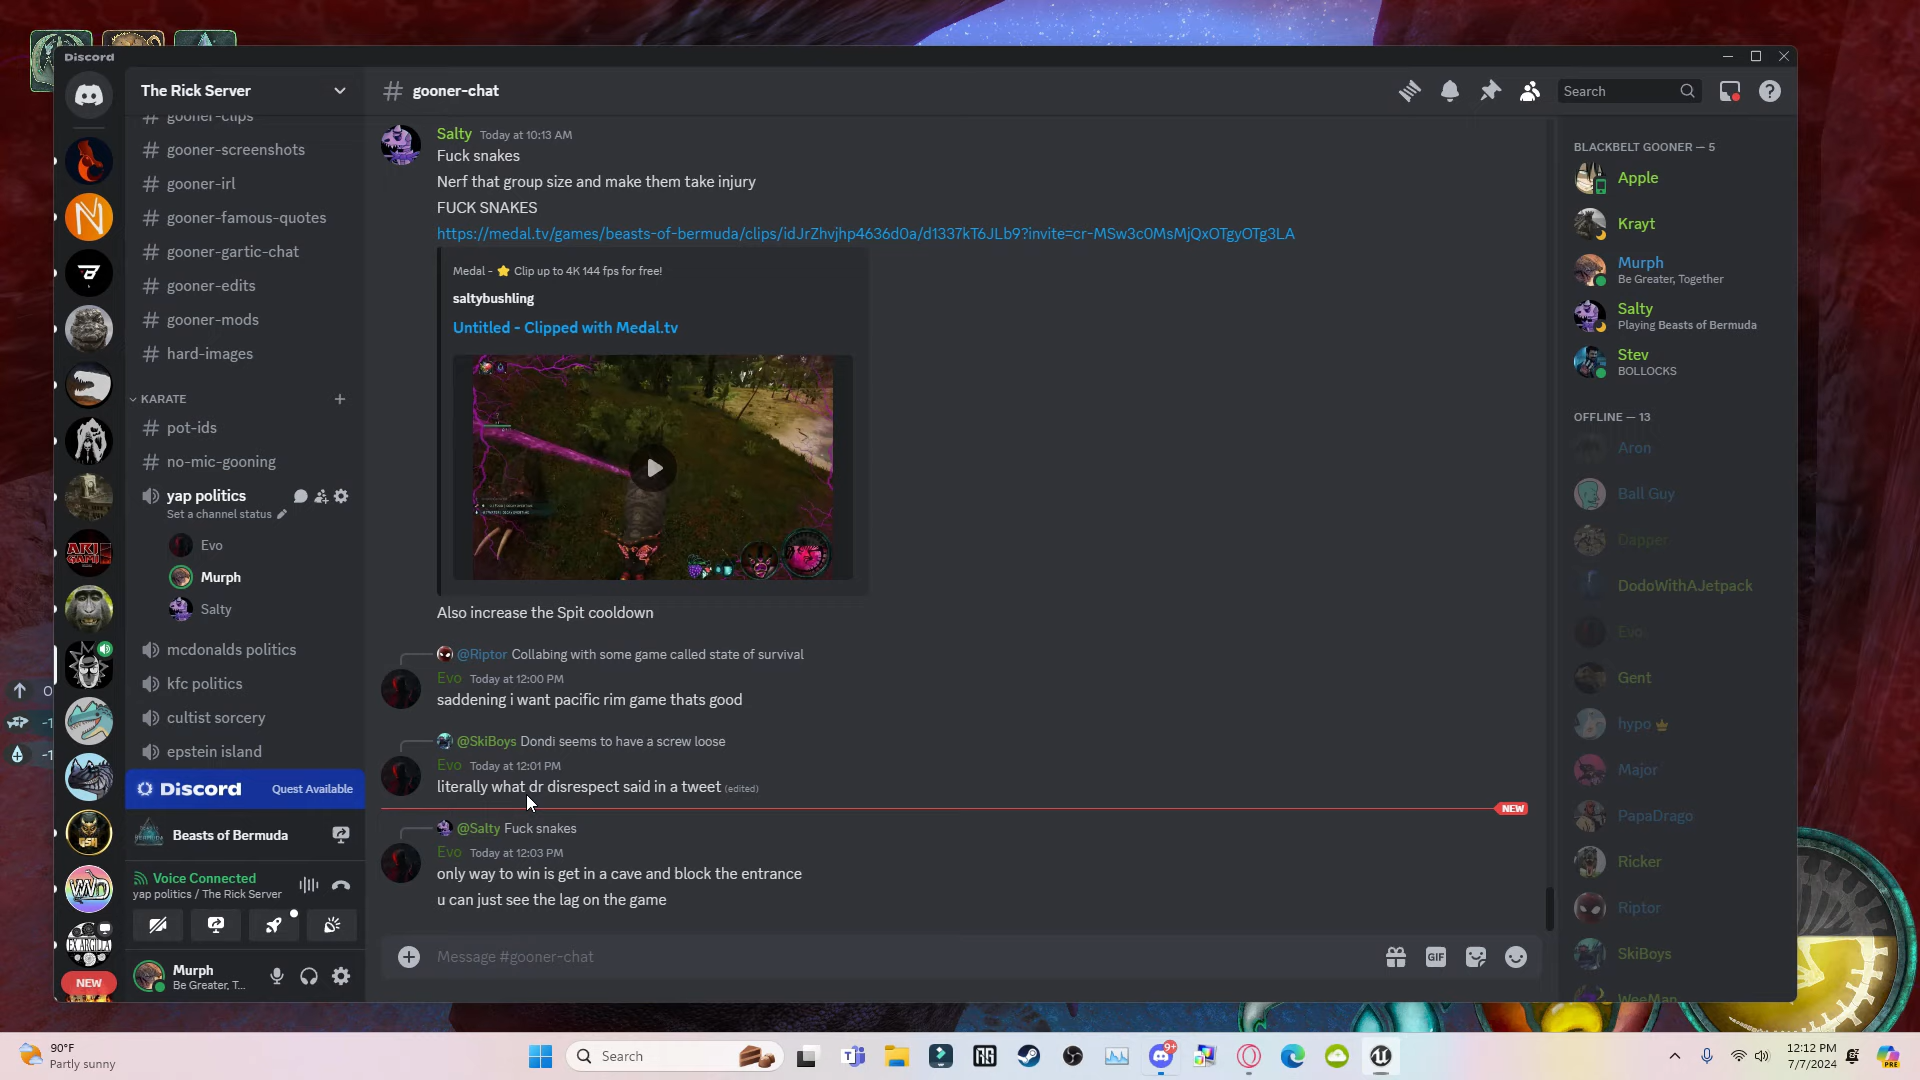 Discord
The Rick Server
gooner-clips
gooner-screenshots
gooner-irl
gooner-famous-quotes
gooner-gartic-chat
gooner-edits
gooner-mods
hard-images
KARATE
pot-ids
no-mic-gooning
yap politics
Set a channel status
Evo
Murph
Salty
mcdonalds politics
kfc politics
cultist sorcery
epstein island
Discord Quest Available
Beasts of Bermuda
Voice Connected
yap politics / The Rick Server
Murph
Be Greater, T...
NEW
# gooner-chat
Search
Salty Today at 10:13 AM
Fuck snakes
Nerf that group size and make them take injury
FUCK SNAKES
https://medal.tv/games/beasts-of-bermuda/clips/idJrZhvjhp4636d0a/d1337kT6JLb9?invite=cr-MSw3c0MsMjQxOTgyOTg3LA
Medal - ⭐ Clip up to 4K 144 fps for free!
saltybushling
Untitled - Clipped with Medal.tv
Also increase the Spit cooldown
@Riptor Collabing with some game called state of survival
Evo Today at 12:00 PM
saddening i want pacific rim game thats good
@SkiBoys Dondi seems to have a screw loose
Evo Today at 12:01 PM
literally what dr disrespect said in a tweet (edited)
NEW
@Salty Fuck snakes
Evo Today at 12:03 PM
only way to win is get in a cave and block the entrance
u can just see the lag on the game
Message #gooner-chat
GIF
BLACKBELT GOONER — 5
Apple
Krayt
Murph
Be Greater, Together
Salty
Playing Beasts of Bermuda
Stev
BOLLOCKS
OFFLINE — 13
Aron
Ball Guy
Dapper
DodoWithAJetpack
Evo
Gent
hypo
Major
PapaDrago
Ricker
Riptor
SkiBoys
WeeMan
90°F
Partly sunny
Search
9+
12:12 PM
7/7/2024
PRE